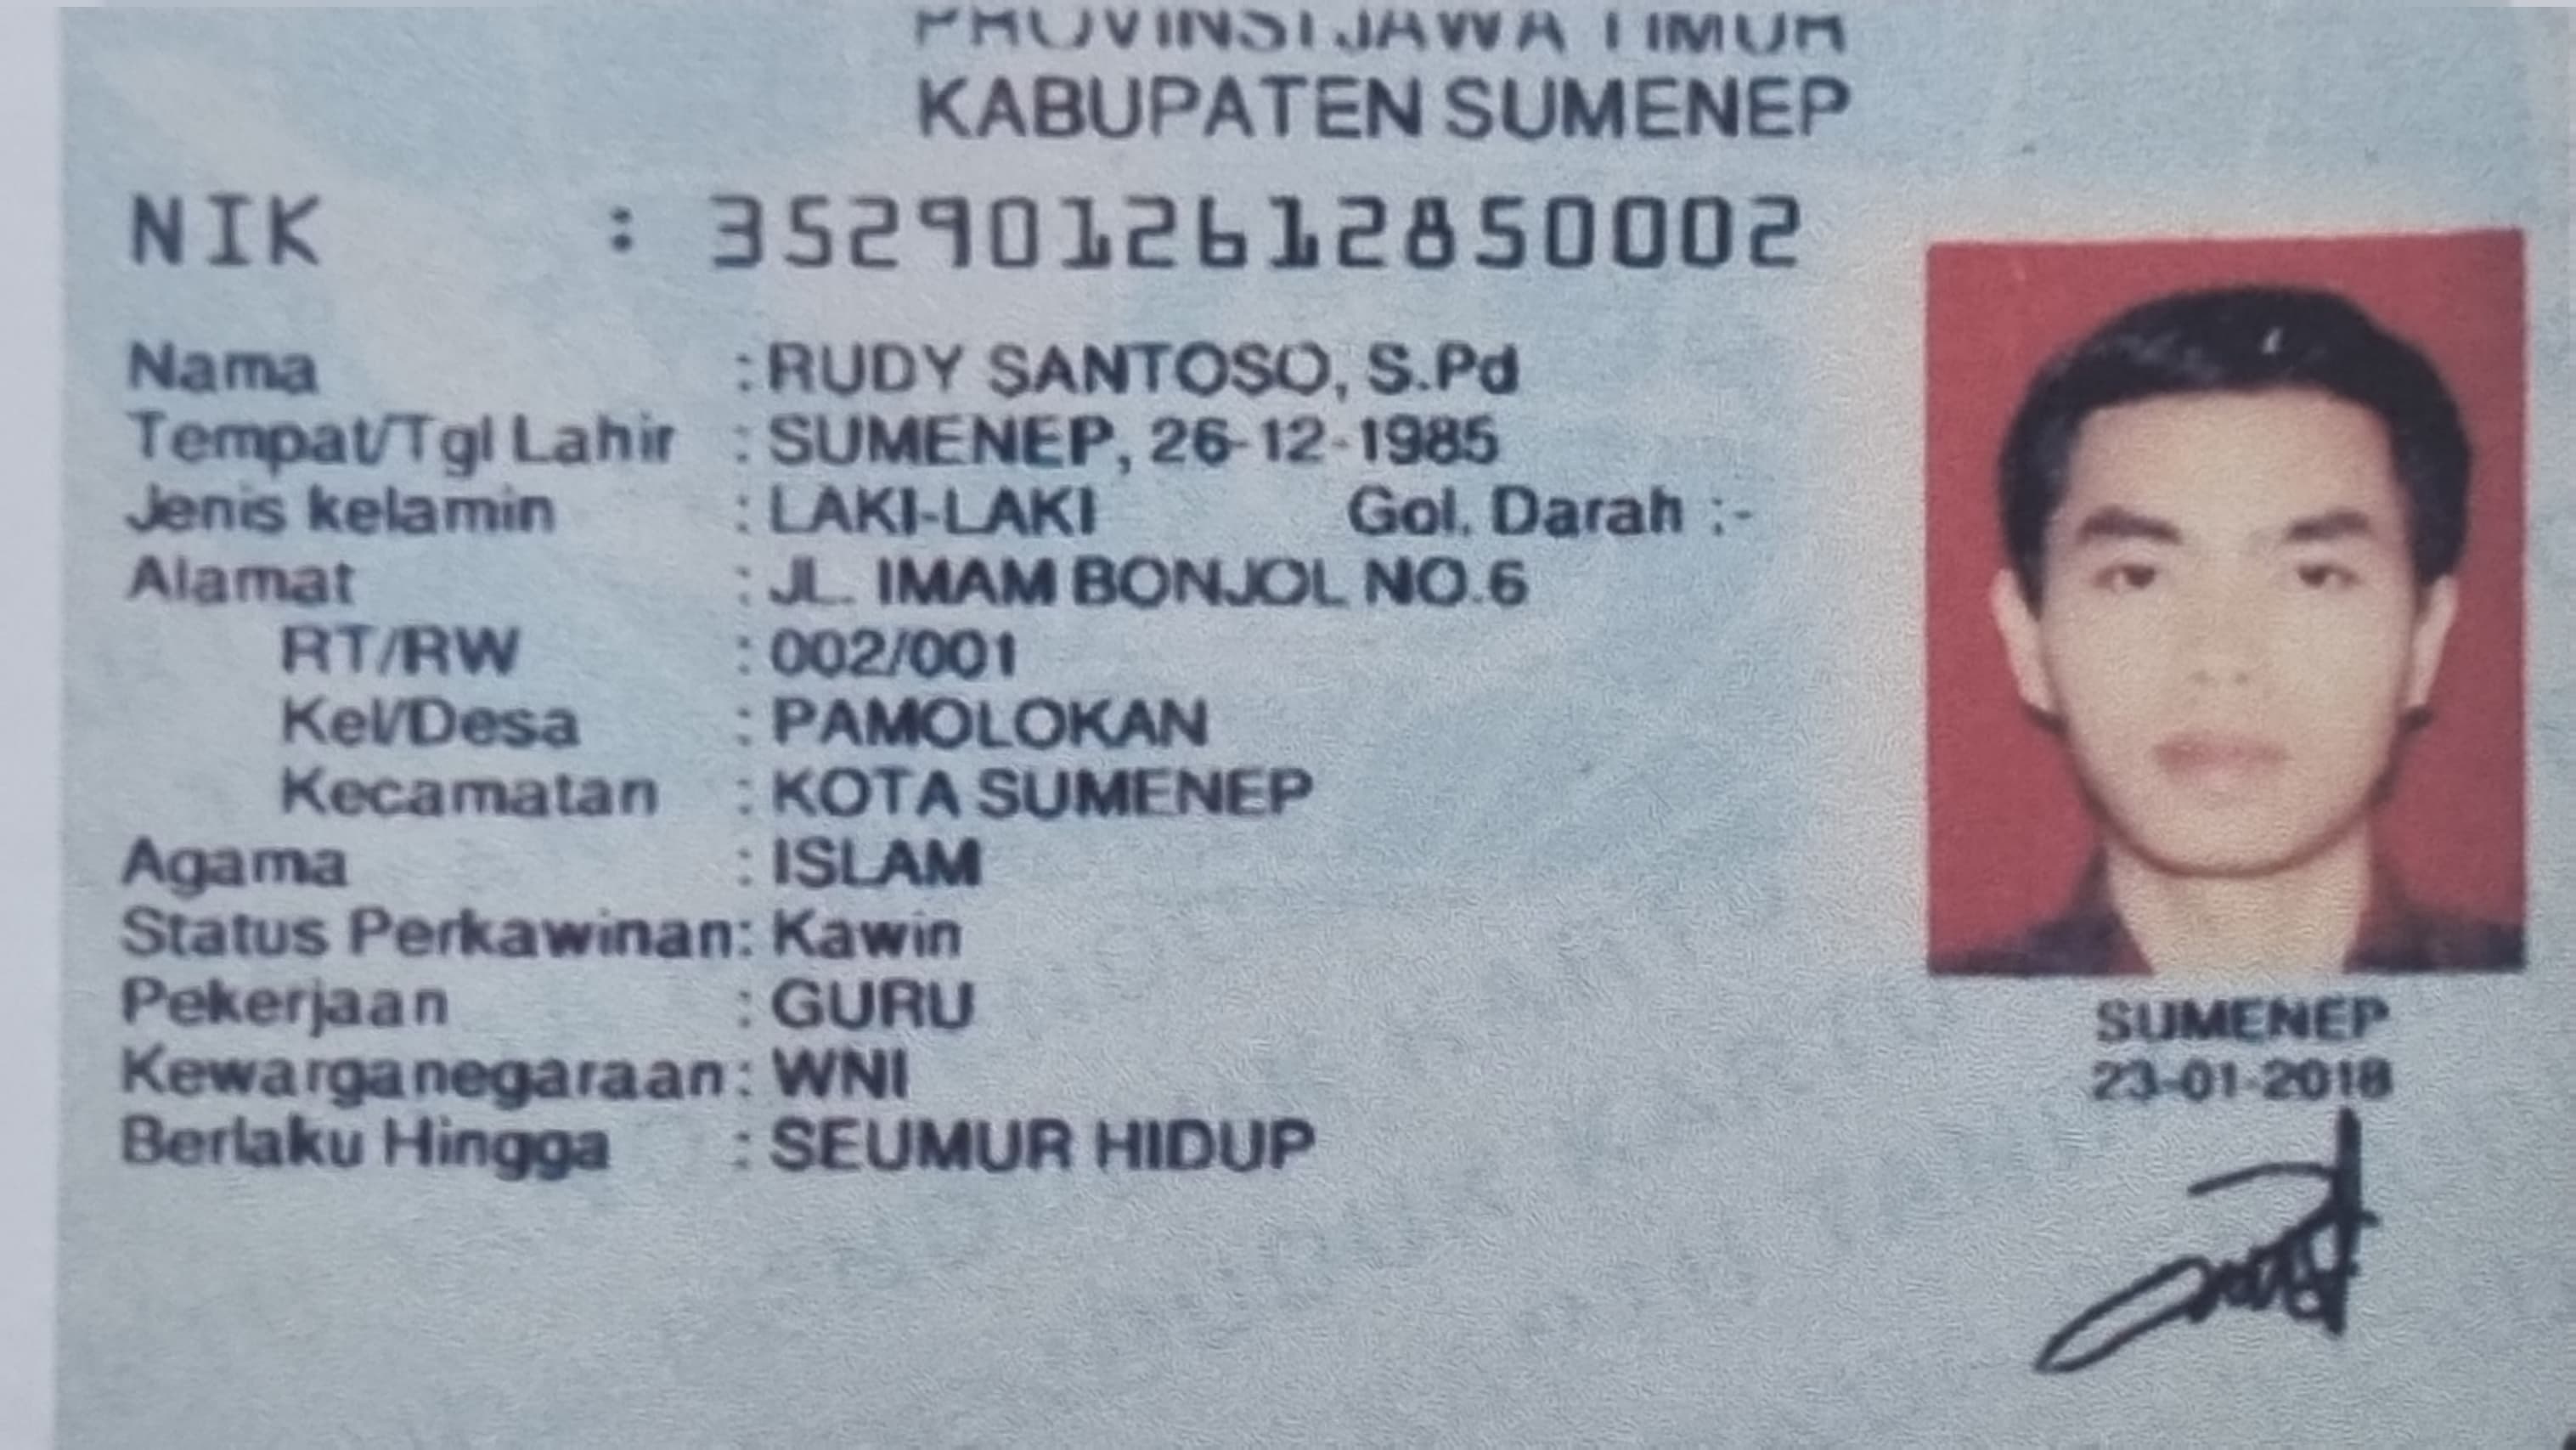 PROVINSI JAWA TIMUR
KABUPATEN SUMENEP
NIK : 3529012612850002
Nama : RUDY SANTOSO, S.Pd
Tempat/Tgl Lahir : SUMENEP, 26-12-1985
Jenis kelamin : LAKI-LAKI Gol. Darah :-
Alamat : JL. IMAM BONJOL NO.6
RT/RW : 002/001
Kel/Desa : PAMOLOKAN
Kecamatan : KOTA SUMENEP
Agama : ISLAM
Status Perkawinan: Kawin
Pekerjaan : GURU
Kewarganegaraan: WNI
Berlaku Hingga : SEUMUR HIDUP
SUMENEP
23-01-2018